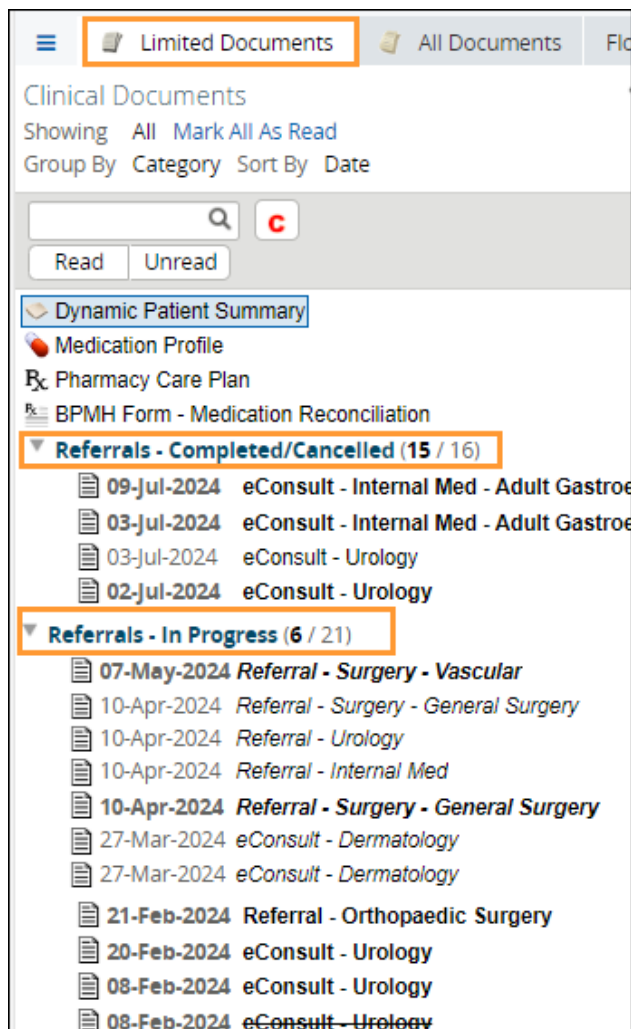 Limited Documents All Documents
Clinical Documents
Showing All Mark All As Read
Group By Category Sort By Date
C
Read Unread
Dynamic Patient Summary
Medication Profile
Rx Pharmacy Care Plan
Rx BPMH Form - Medication Reconciliation
Referrals - Completed/Cancelled (15 / 16)
09-Jul-2024 eConsult - Internal Med - Adult Gastroe
03-Jul-2024 eConsult - Internal Med - Adult Gastroe
03-Jul-2024 eConsult - Urology
02-Jul-2024 eConsult - Urology
Referrals - In Progress (6 / 21)
07-May-2024 Referral - Surgery - Vascular
10-Apr-2024 Referral - Surgery - General Surgery
10-Apr-2024 Referral - Urology
10-Apr-2024 Referral - Internal Med
10-Apr-2024 Referral - Surgery - General Surgery
27-Mar-2024 eConsult - Dermatology
27-Mar-2024 eConsult - Dermatology
21-Feb-2024 Referral - Orthopaedic Surgery
20-Feb-2024 eConsult - Urology
08-Feb-2024 eConsult - Urology
08-Feb-2024 eConsult - Urology